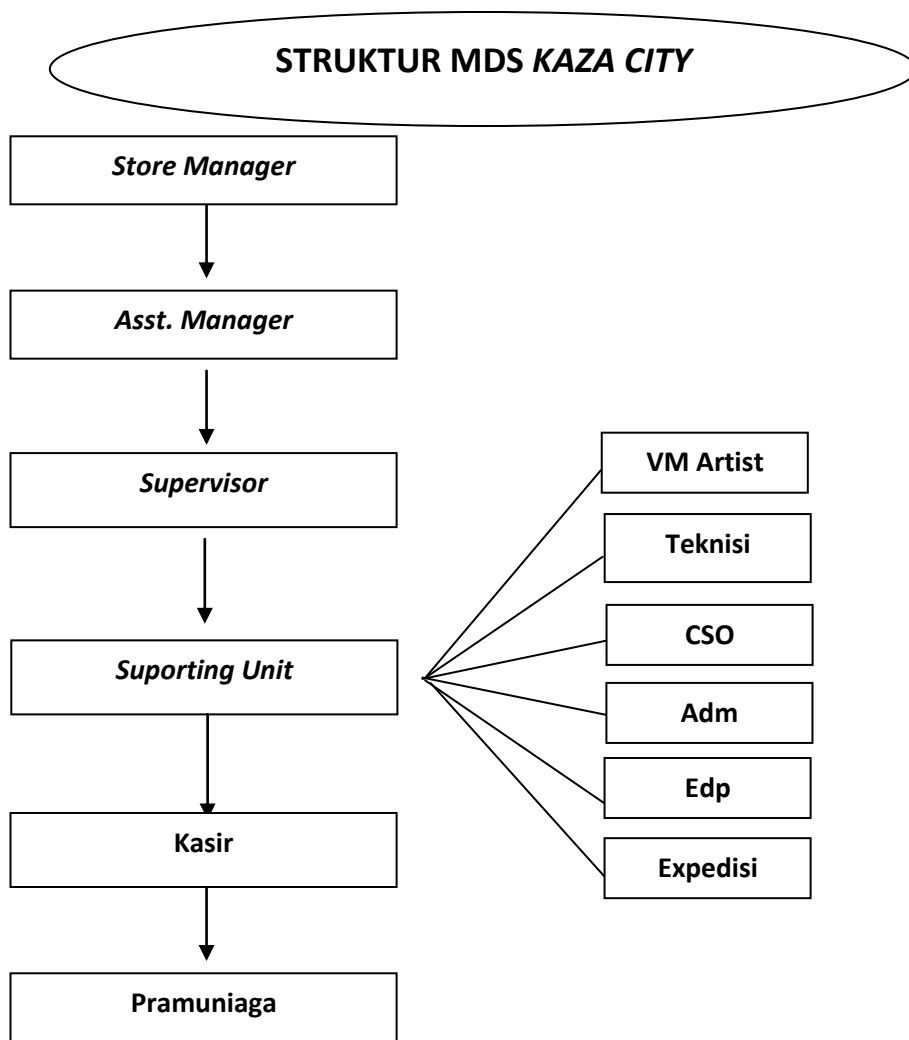 STRUKTUR MDS KAZA CITY
Store Manager
Asst. Manager
Supervisor
Suporting Unit
Kasir
Pramuniaga
VM Artist
Teknisi
CSO
Adm
Edp
Expedisi